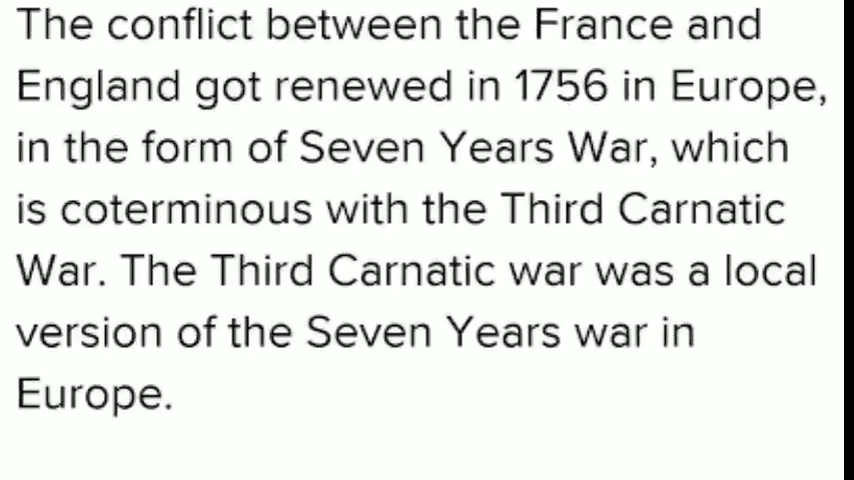 The conflict between the France and
England got renewed in 1756 in Europe,
in the form of Seven Years War, which
is coterminous with the Third Carnatic
War. The Third Carnatic war was a local
version of the Seven Years war in
Europe.